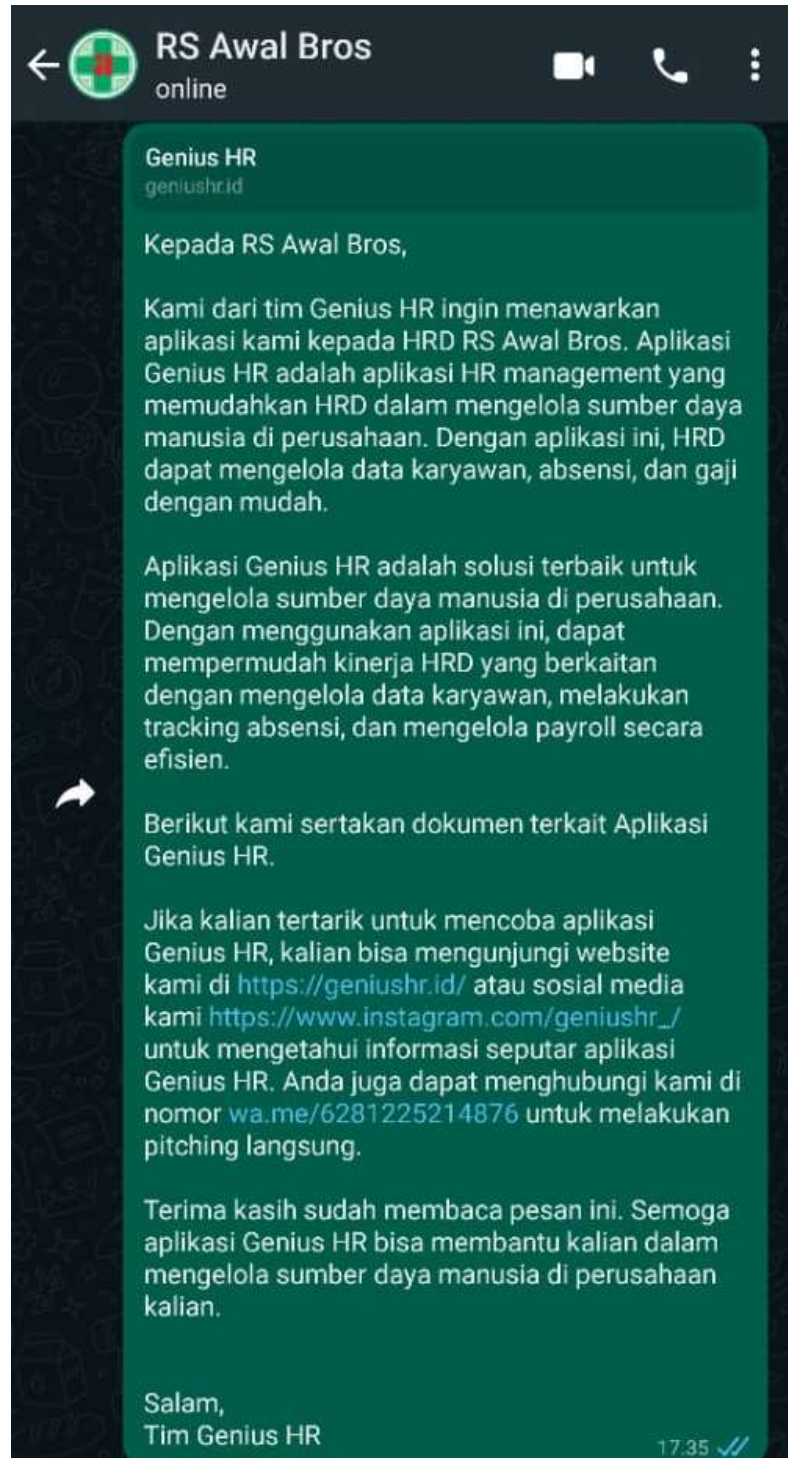 RS Awal Bros
online
Genius HR
geniushr.id
Kepada RS Awal Bros,
Kami dari tim Genius HR ingin menawarkan
aplikasi kami kepada HRD RS Awal Bros. Aplikasi
Genius HR adalah aplikasi HR management yang
memudahkan HRD dalam mengelola sumber daya
manusia di perusahaan. Dengan aplikasi ini, HRD
dapat mengelola data karyawan, absensi, dan gaji
dengan mudah.
Aplikasi Genius HR adalah solusi terbaik untuk
mengelola sumber daya manusia di perusahaan.
Dengan menggunakan aplikasi ini, dapat
mempermudah kinerja HRD yang berkaitan
dengan mengelola data karyawan, melakukan
tracking absensi, dan mengelola payroll secara
efisien.
Berikut kami sertakan dokumen terkait Aplikasi
Genius HR.
Jika kalian tertarik untuk mencoba aplikasi
Genius HR, kalian bisa mengunjungi website
kami di https://geniushr.id/ atau sosial media
kami https://www.instagram.com/geniushr_/
untuk mengetahui informasi seputar aplikasi
Genius HR. Anda juga dapat menghubungi kami di
nomor wa.me/6281225214876 untuk melakukan
pitching langsung.
Terima kasih sudah membaca pesan ini. Semoga
aplikasi Genius HR bisa membantu kalian dalam
mengelola sumber daya manusia di perusahaan
kalian.
Salam,
Tim Genius HR
17.35